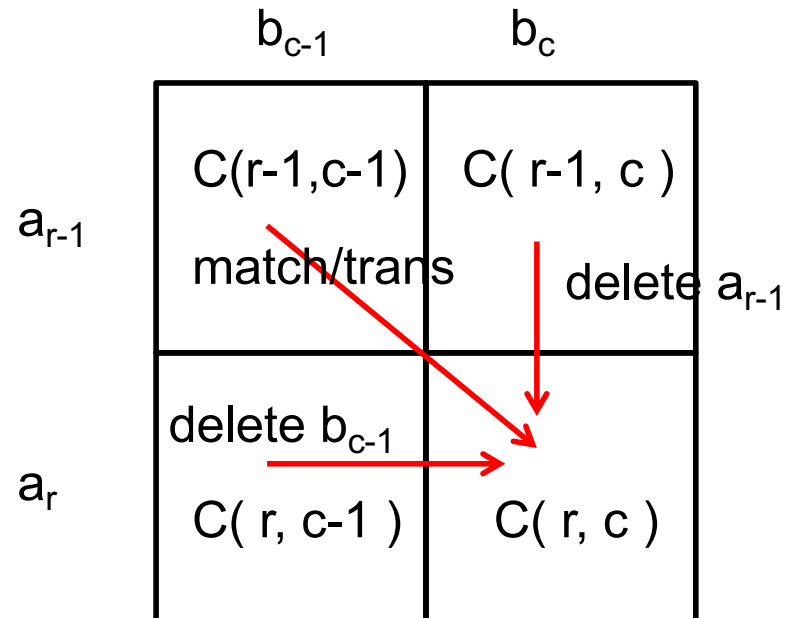 b_{c-1} b_c
C(r-1,c-1) C( r-1, c )
a_{r-1}
match/trans delete a_{r-1}
delete b_{c-1}
a_r
C( r, c-1 ) C( r, c )